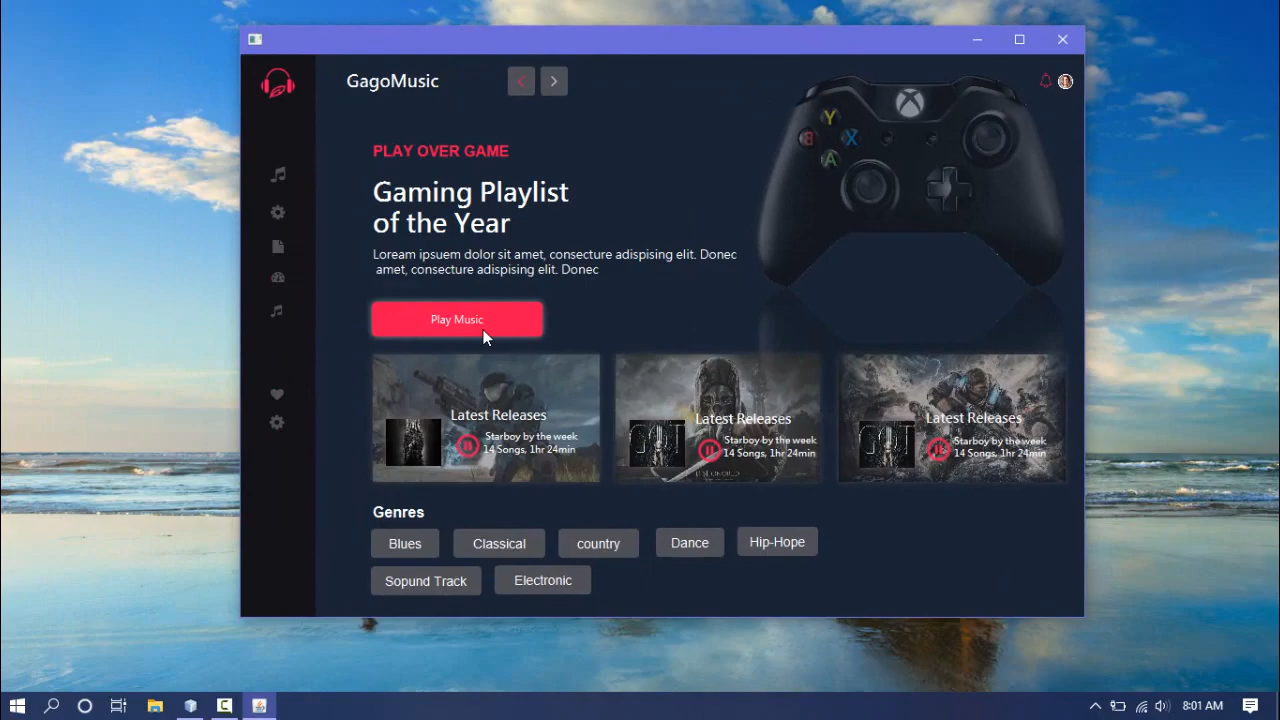 GagoMusic
PLAY OVER GAME
Gaming Playlist
of the Year
Loream ipsuem dolor sit amet, consecture adispising elit. Donec
amet, consecture adispising elit. Donec
Play Music
Y
B
X
A
Latest Releases
Starboy by the week
14 Songs, 1hr 24min
Latest Releases
Starboy by the week
14 Songs, 1hr 24min
Latest Releases
Starboy by the week
14 Songs, 1hr 24min
Genres
Blues
Classical
country
Dance
Hip-Hope
Sopund Track
Electronic
8:01 AM